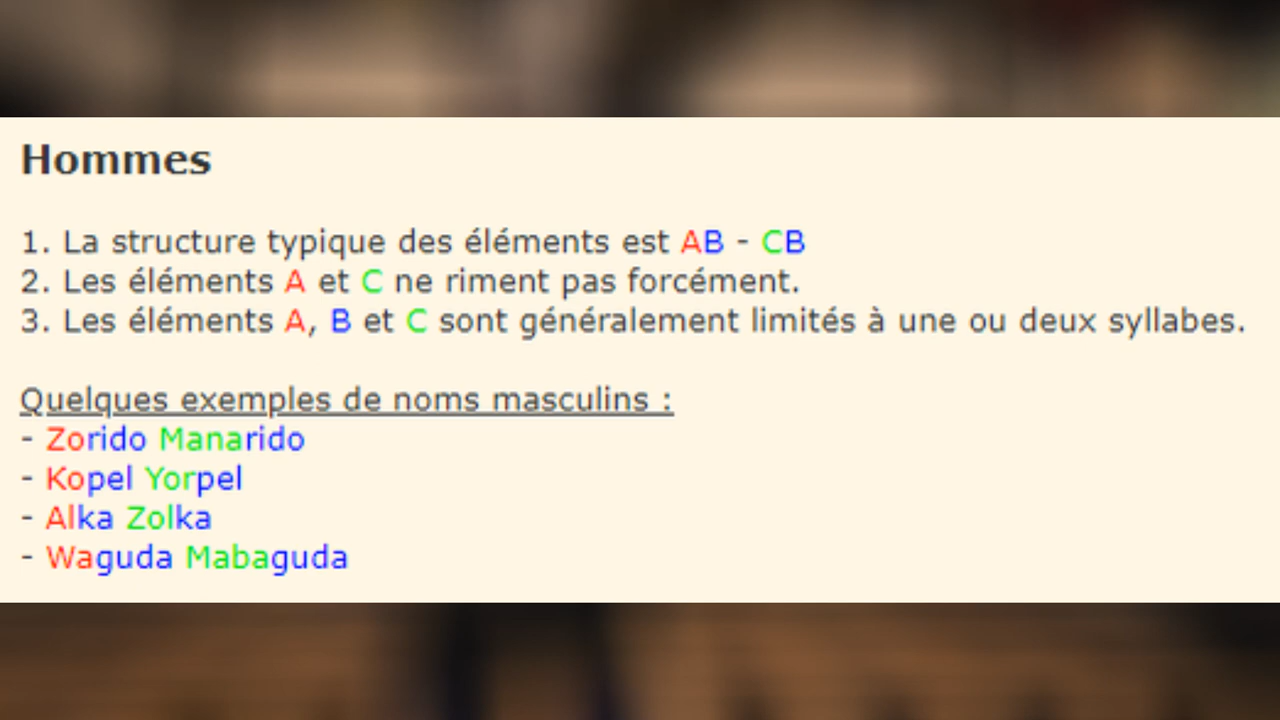 Hommes
1. La structure typique des éléments est AB - CB
2. Les éléments A et C ne riment pas forcément.
3. Les éléments A, B et C sont généralement limités à une ou deux syllabes.
Quelques exemples de noms masculins :
- Zorido Manarido
- Kopel Yorpel
- Alka Zolka
- Waguda Mabaguda